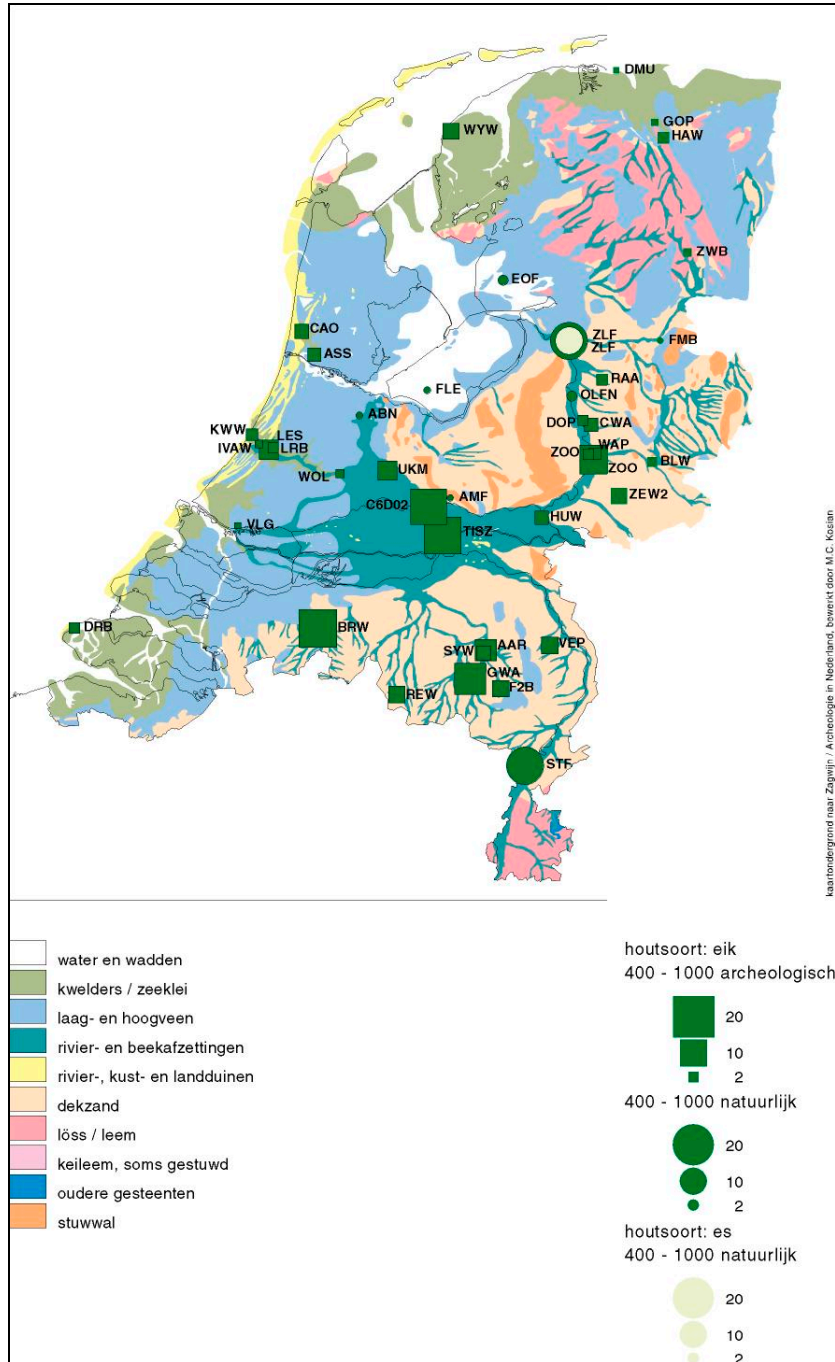 DMU
GOP
HAW
WYW
ZWB
EOF
CAO
ZLF
ZLF
FMB
ASS
RAA
FLE
OLFN
ABN
DOP
CWA
KWW
LES
IVAW
LRB
WAP
ZOO
ZOO
BLW
WOL
UKM
AMF
ZEW2
C6D02
HUW
VLG
TISZ
DRB
BRW
SYW
AAR
VEP
GWA
F2B
REW
STF
kaartondergrond naar Zagwijn / Archeologie in Nederland, bewerkt door M.C. Kosian
water en wadden
kwelders / zeeklei
laag- en hoogveen
rivier- en beekafzettingen
rivier-, kust- en landduinen
dekzand
löss / leem
keileem, soms gestuwd
oudere gesteenten
stuwwal
houtsoort: eik
400 - 1000 archeologisch
20
10
2
400 - 1000 natuurlijk
20
10
2
houtsoort: es
400 - 1000 natuurlijk
20
10
2